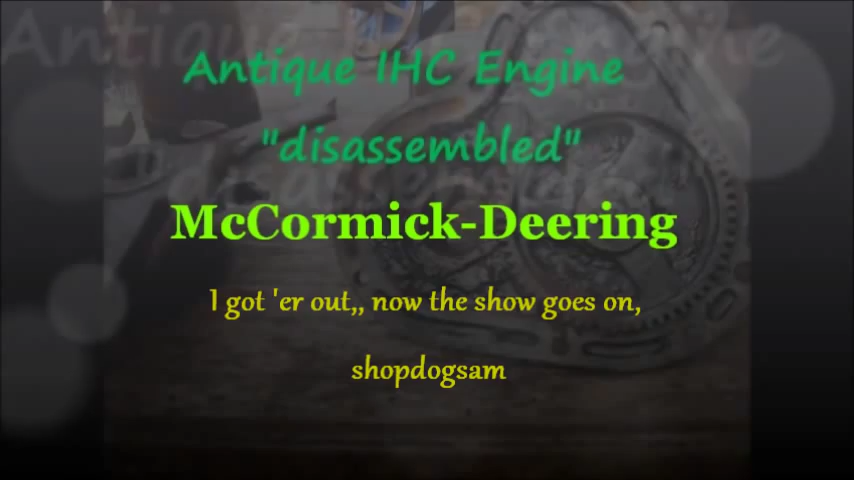 Antique IHC Engine
"disassembled"
McCormick-Deering
I got 'er out,, now the show goes on,
shopdogsam